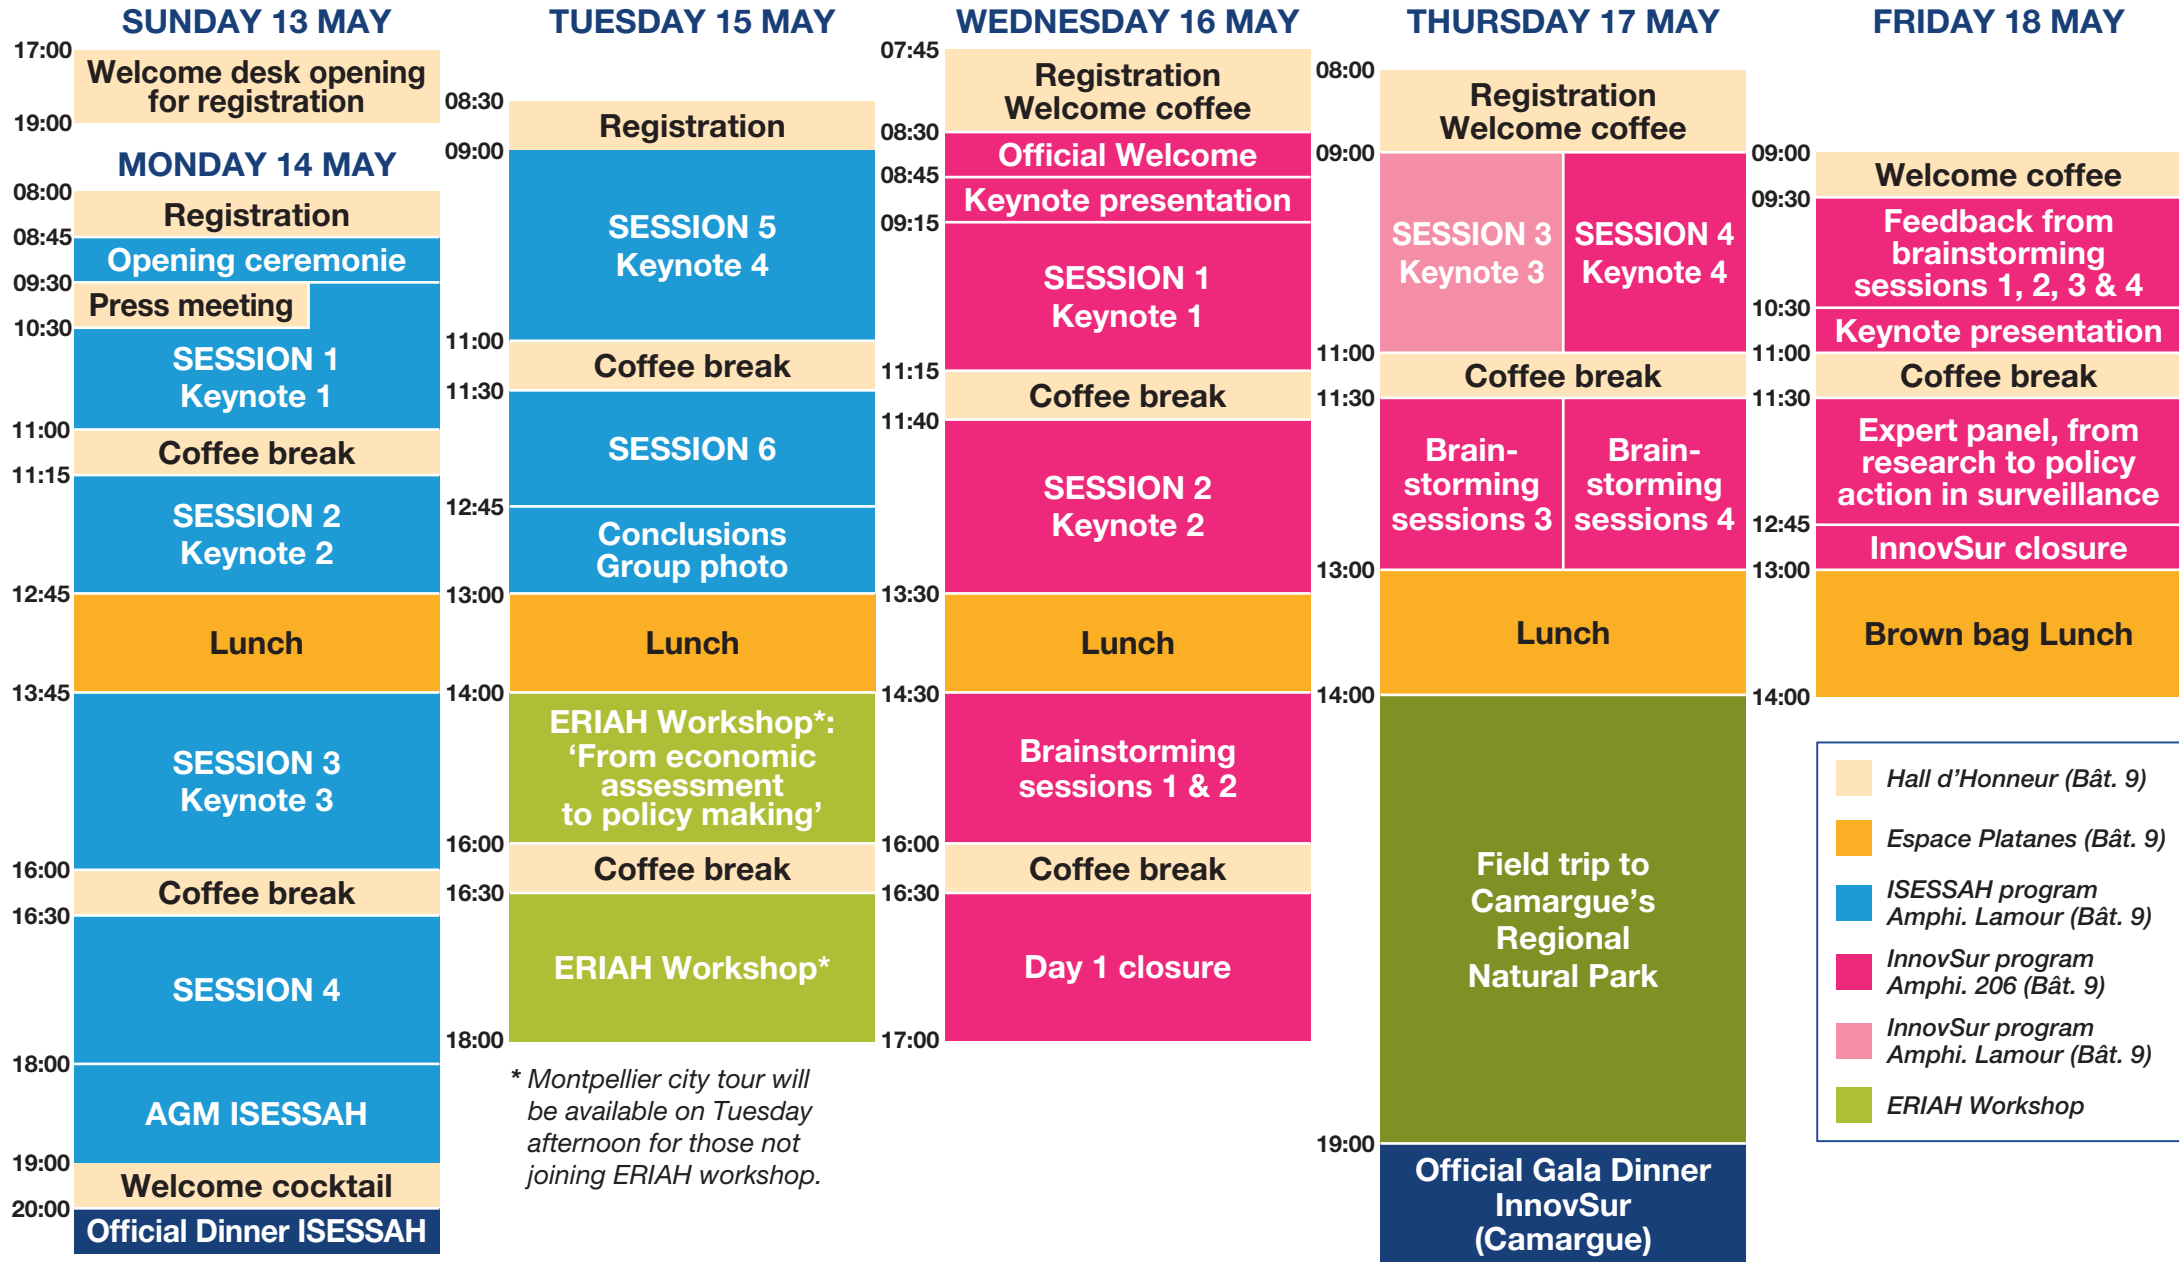 SUNDAY 13 MAY
17:00
Welcome desk opening
for registration
19:00
MONDAY 14 MAY
08:00
Registration
08:45
Opening ceremonie
09:30
Press meeting
10:30
SESSION 1
Keynote 1
11:00
Coffee break
11:15
SESSION 2
Keynote 2
12:45
Lunch
13:45
SESSION 3
Keynote 3
16:00
Coffee break
16:30
SESSION 4
18:00
AGM ISESSAH
19:00
Welcome cocktail
20:00
Official Dinner ISESSAH
TUESDAY 15 MAY
08:30
Registration
09:00
SESSION 5
Keynote 4
11:00
Coffee break
11:30
SESSION 6
12:45
Conclusions
Group photo
13:00
Lunch
14:00
ERIAH Workshop*:
‘From economic
assessment
to policy making’
16:00
Coffee break
16:30
ERIAH Workshop*
18:00
* Montpellier city tour will
be available on Tuesday
afternoon for those not
joining ERIAH workshop.
WEDNESDAY 16 MAY
07:45
Registration
Welcome coffee
08:30
Official Welcome
08:45
Keynote presentation
09:15
SESSION 1
Keynote 1
11:15
Coffee break
11:40
SESSION 2
Keynote 2
13:30
Lunch
14:30
Brainstorming
sessions 1 & 2
16:00
Coffee break
16:30
Day 1 closure
17:00
THURSDAY 17 MAY
08:00
Registration
Welcome coffee
09:00
SESSION 3
Keynote 3
SESSION 4
Keynote 4
11:00
Coffee break
11:30
Brain-
storming
sessions 3
Brain-
storming
sessions 4
13:00
Lunch
14:00
Field trip to
Camargue’s
Regional
Natural Park
19:00
Official Gala Dinner
InnovSur
(Camargue)
FRIDAY 18 MAY
09:00
Welcome coffee
09:30
Feedback from
brainstorming
sessions 1, 2, 3 & 4
10:30
Keynote presentation
11:00
Coffee break
11:30
Expert panel, from
research to policy
action in surveillance
12:45
InnovSur closure
13:00
Brown bag Lunch
14:00
Hall d’Honneur (Bât. 9)
Espace Platanes (Bât. 9)
ISESSAH program
Amphi. Lamour (Bât. 9)
InnovSur program
Amphi. 206 (Bât. 9)
InnovSur program
Amphi. Lamour (Bât. 9)
ERIAH Workshop